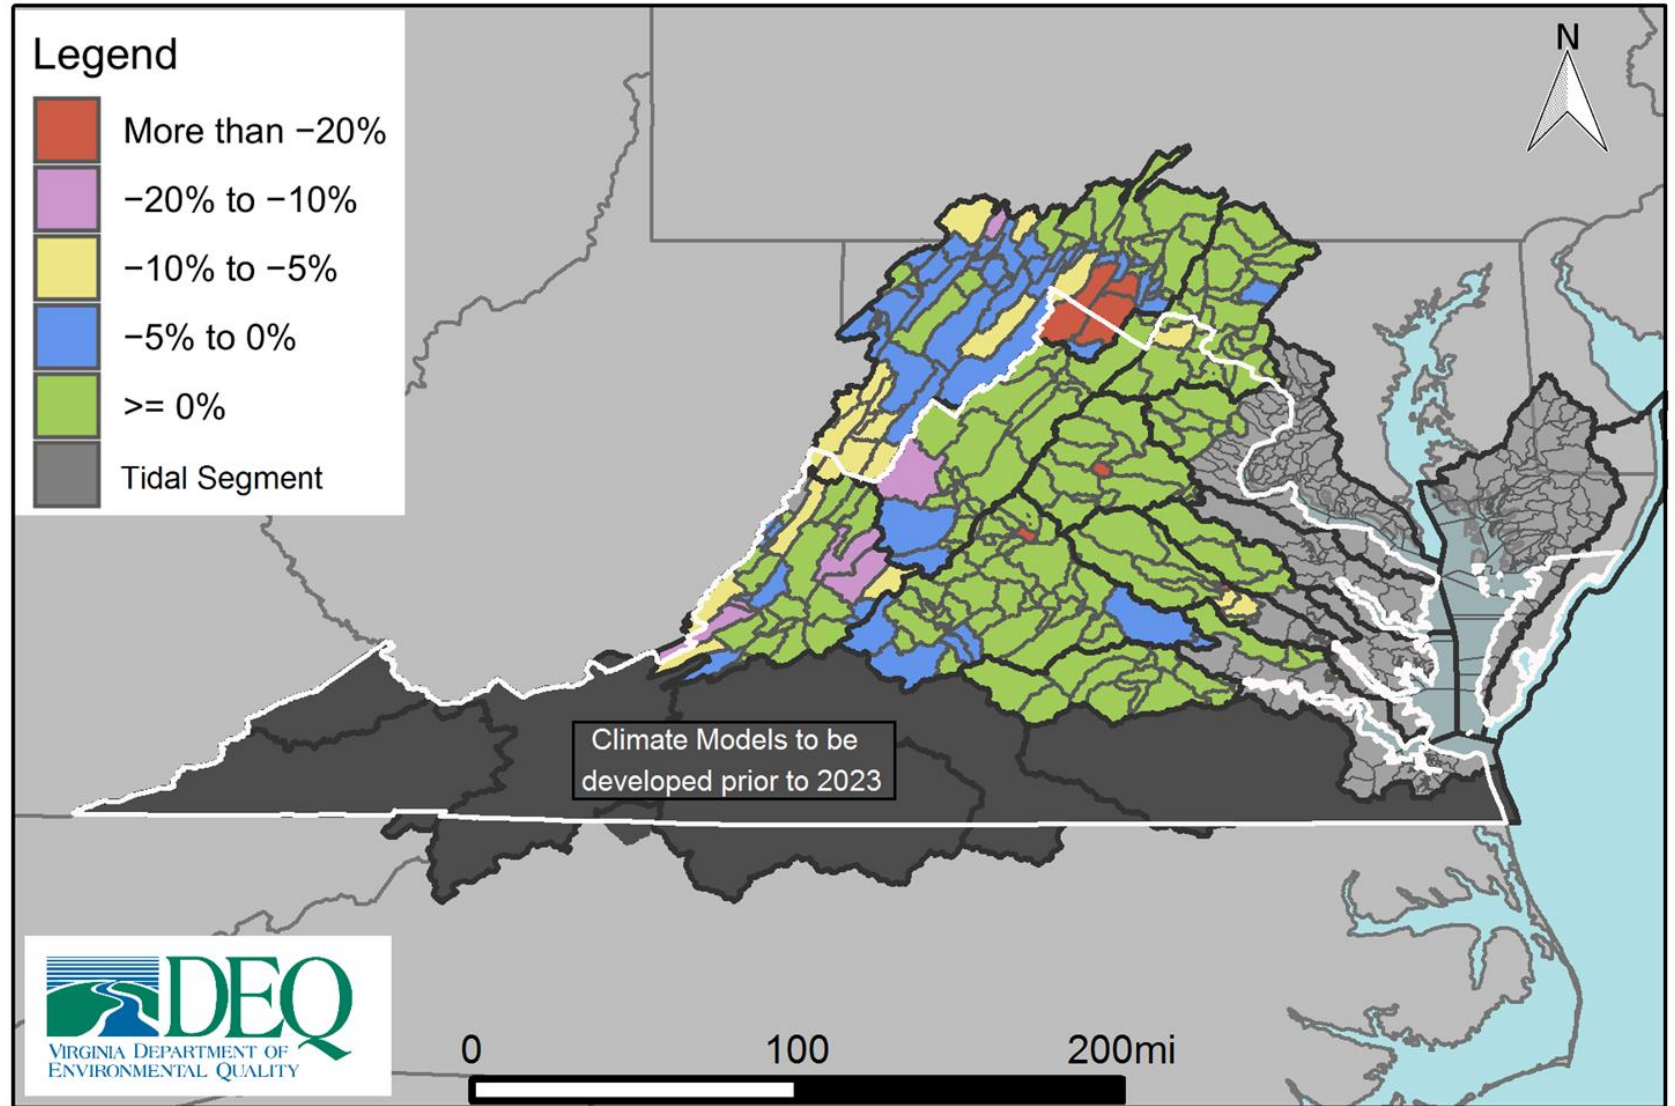 Legend
More than −20%
−20% to −10%
−10% to −5%
−5% to 0%
>= 0%
Tidal Segment
N
Climate Models to be
developed prior to 2023
DEQ
VIRGINIA DEPARTMENT OF
ENVIRONMENTAL QUALITY
0 100 200mi